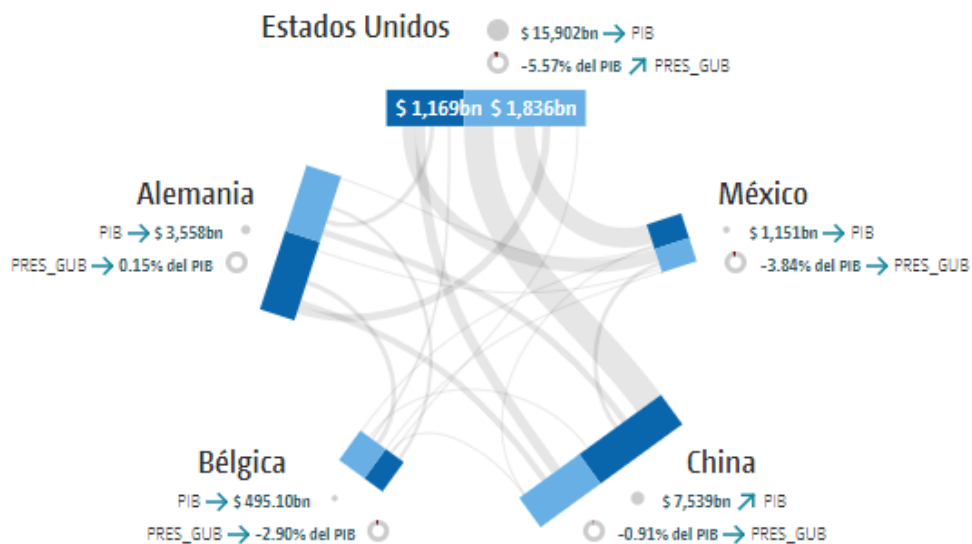 Estados Unidos
$ 15,902bn → PIB
-5.57% del PIB ↗ PRES_GUB
$ 1,169bn $ 1,836bn
Alemania
PIB → $ 3,558bn
PRES_GUB → 0.15% del PIB
México
$ 1,151bn → PIB
-3.84% del PIB → PRES_GUB
Bélgica
PIB → $ 495.10bn
PRES_GUB → -2.90% del PIB
China
$ 7,539bn ↗ PIB
-0.91% del PIB → PRES_GUB